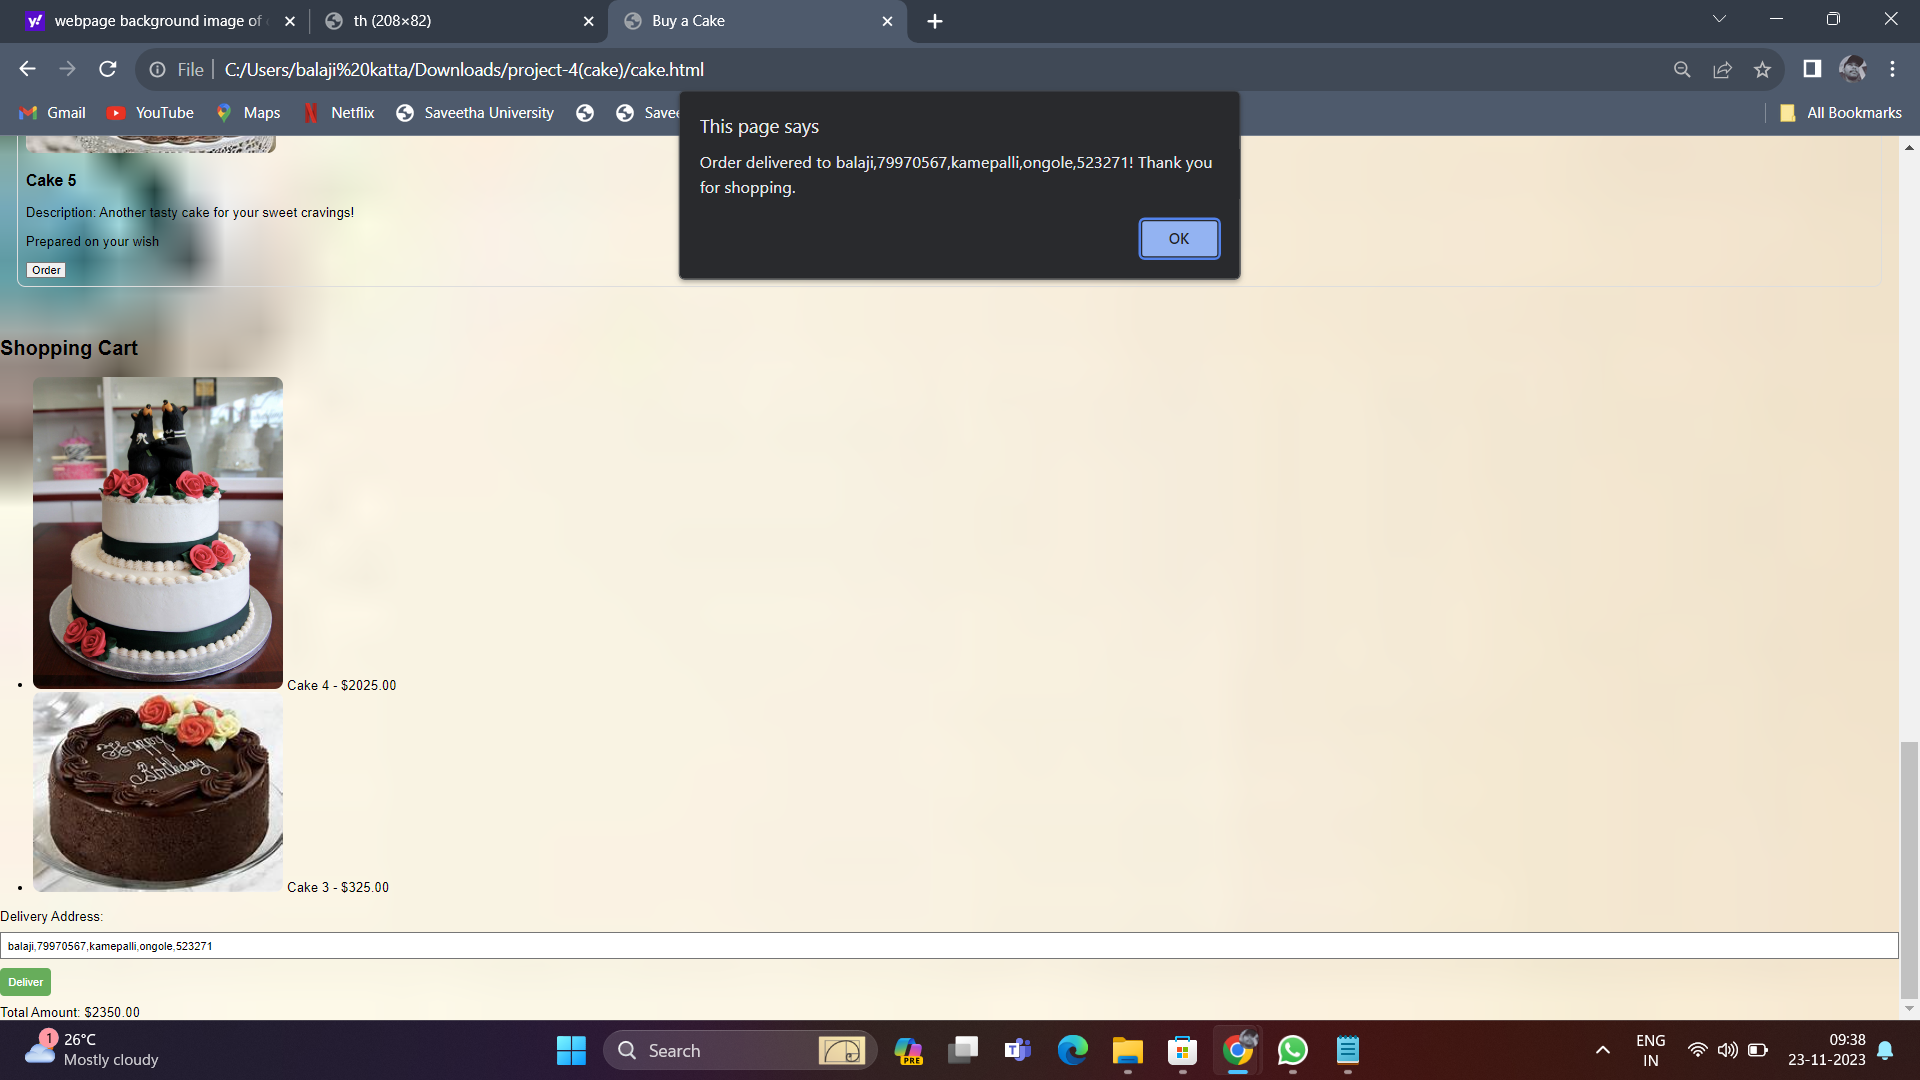 webpage background image of
th (208×82)
Buy a Cake
File
C:/Users/balaji%20katta/Downloads/project-4(cake)/cake.html
Gmail
YouTube
Maps
Netflix
Saveetha University
Savee
All Bookmarks
This page says
Order delivered to balaji,79970567,kamepalli,ongole,523271! Thank you
for shopping.
OK
Cake 5
Description: Another tasty cake for your sweet cravings!
Prepared on your wish
Order
Shopping Cart
Cake 4 - $2025.00
Happy
Birthday
Cake 3 - $325.00
Delivery Address:
balaji,79970567,kamepalli,ongole,523271
Deliver
Total Amount: $2350.00
1
26°C
Mostly cloudy
Search
PRE
ENG
IN
09:38
23-11-2023